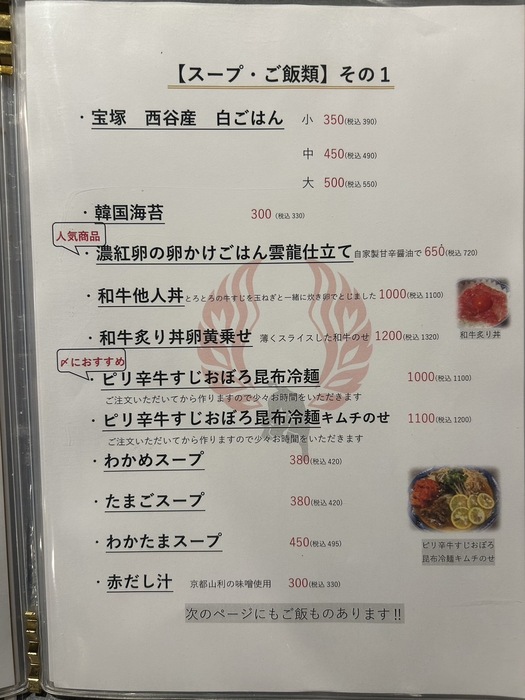 【スープ・ご飯類】その１
・宝塚　西谷産　白ごはん　小　350(税込 390)
中　450(税込 490)
大　500(税込 550)
・韓国海苔　300 (税込 330)
人気商品
・濃紅卵の卵かけごはん雲龍仕立て自家製甘辛醤油で 650(税込 720)
・和牛他人丼とろとろの牛すじを玉ねぎと一緒に炊き卵でとじました 1000(税込 1100)
・和牛炙り丼卵黄乗せ　薄くスライスした和牛のせ　1200(税込 1320)
和牛炙り丼
〆におすすめ
・ピリ辛牛すじおぼろ昆布冷麺　1000(税込 1100)
ご注文いただいてから作りますので少々お時間をいただきます
・ピリ辛牛すじおぼろ昆布冷麺キムチのせ　1100(税込 1200)
ご注文いただいてから作りますので少々お時間をいただきます
・わかめスープ　380(税込 420)
・たまごスープ　380(税込 420)
・わかたまスープ　450(税込 495)
ピリ辛牛すじおぼろ
昆布冷麺キムチのせ
・赤だし汁　京都山利の味噌使用　300(税込 330)
次のページにもご飯ものあります!!